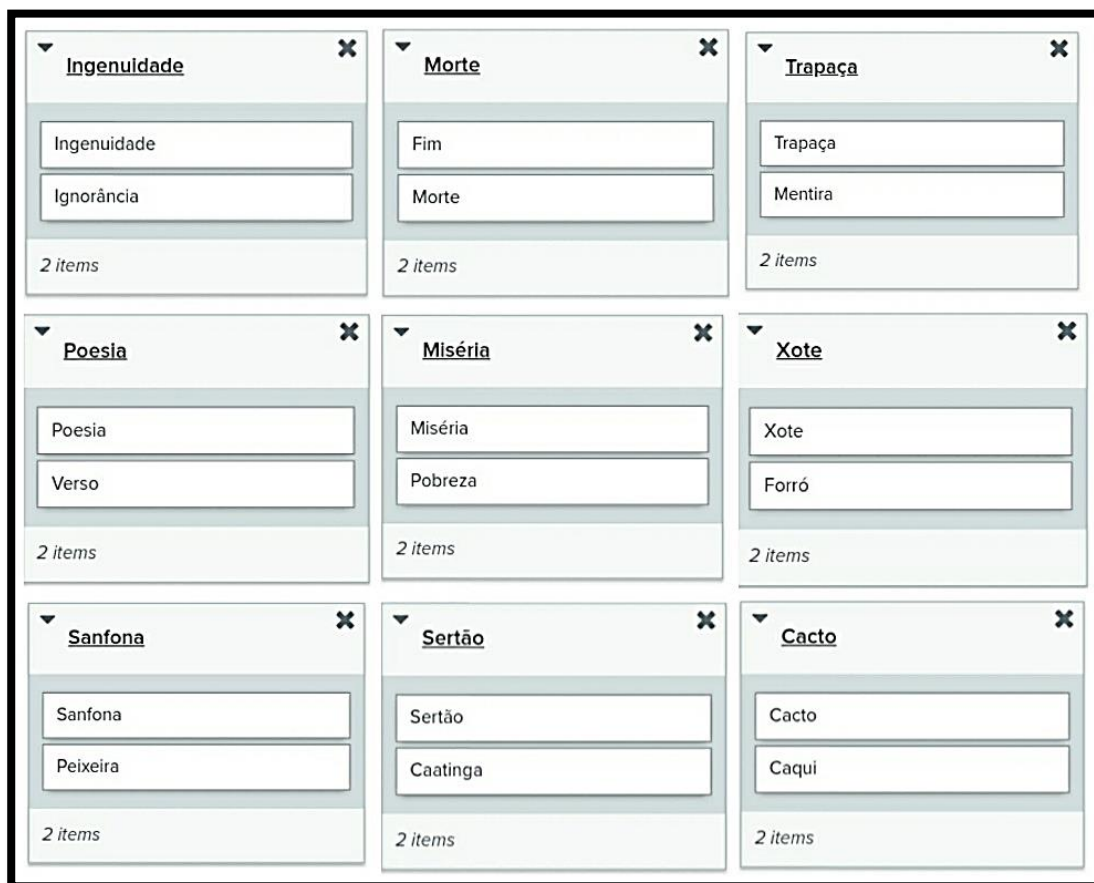 Ingenuidade
Ingenuidade
Ignorância
2 items
Morte
Fim
Morte
2 items
Trapaça
Trapaça
Mentira
2 items
Poesia
Poesia
Verso
2 items
Miséria
Miséria
Pobreza
2 items
Xote
Xote
Forró
2 items
Sanfona
Sanfona
Peixeira
2 items
Sertão
Sertão
Caatinga
2 items
Cacto
Cacto
Caqui
2 items